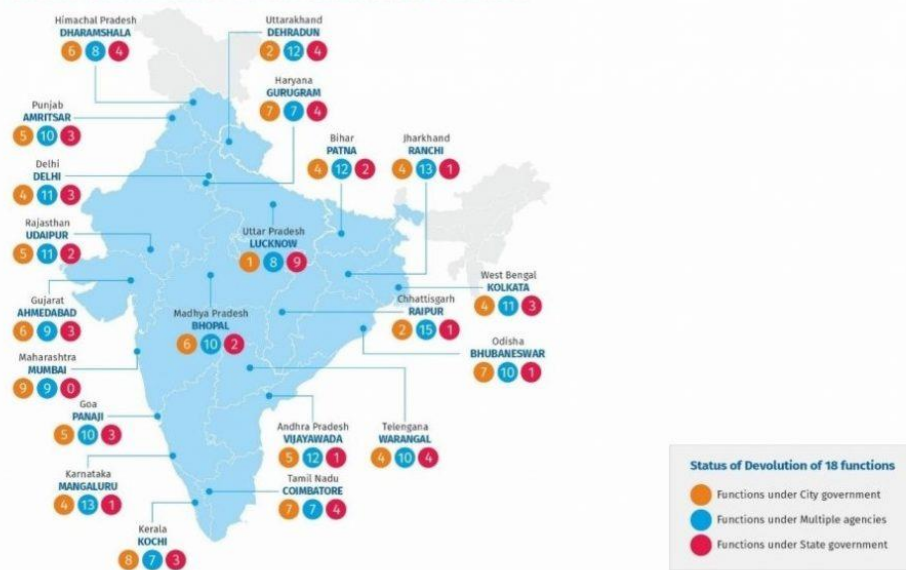 Himachal Pradesh
DHARAMSHALA
6 8 4
Uttarakhand
DEHRADUN
2 12 4
Haryana
GURUGRAM
7 7 4
Punjab
AMRITSAR
5 10 3
Bihar
PATNA
4 12 2
Jharkhand
RANCHI
4 13 1
Delhi
DELHI
4 11 3
Rajasthan
UDAIPUR
5 11 2
Uttar Pradesh
LUCKNOW
1 8 9
West Bengal
KOLKATA
4 11 3
Gujarat
AHMEDABAD
6 9 3
Madhya Pradesh
BHOPAL
6 10 2
Chhattisgarh
RAIPUR
2 15 1
Odisha
BHUBANESWAR
7 10 1
Maharashtra
MUMBAI
9 9 0
Goa
PANAJI
5 10 3
Andhra Pradesh
VIJAYAWADA
5 12 1
Telengana
WARANGAL
4 10 4
Karnataka
MANGALURU
4 13 1
Tamil Nadu
COIMBATORE
7 7 4
Kerala
KOCHI
8 7 3
Status of Devolution of 18 functions
Functions under City government
Functions under Multiple agencies
Functions under State government